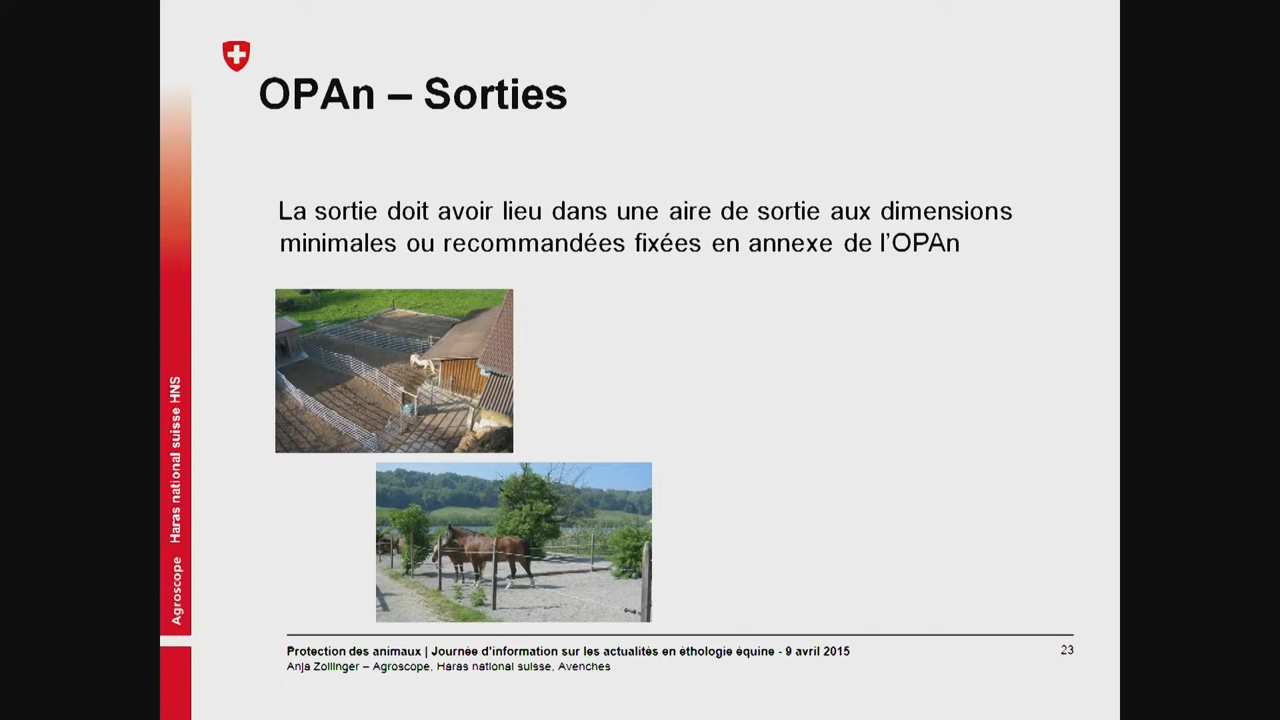 OPAn – Sorties
La sortie doit avoir lieu dans une aire de sortie aux dimensions
minimales ou recommandées fixées en annexe de l'OPAn
Agroscope Haras national suisse HNS
Protection des animaux | Journée d'information sur les actualités en éthologie équine - 9 avril 2015
Anja Zollinger – Agroscope, Haras national suisse, Avenches
23